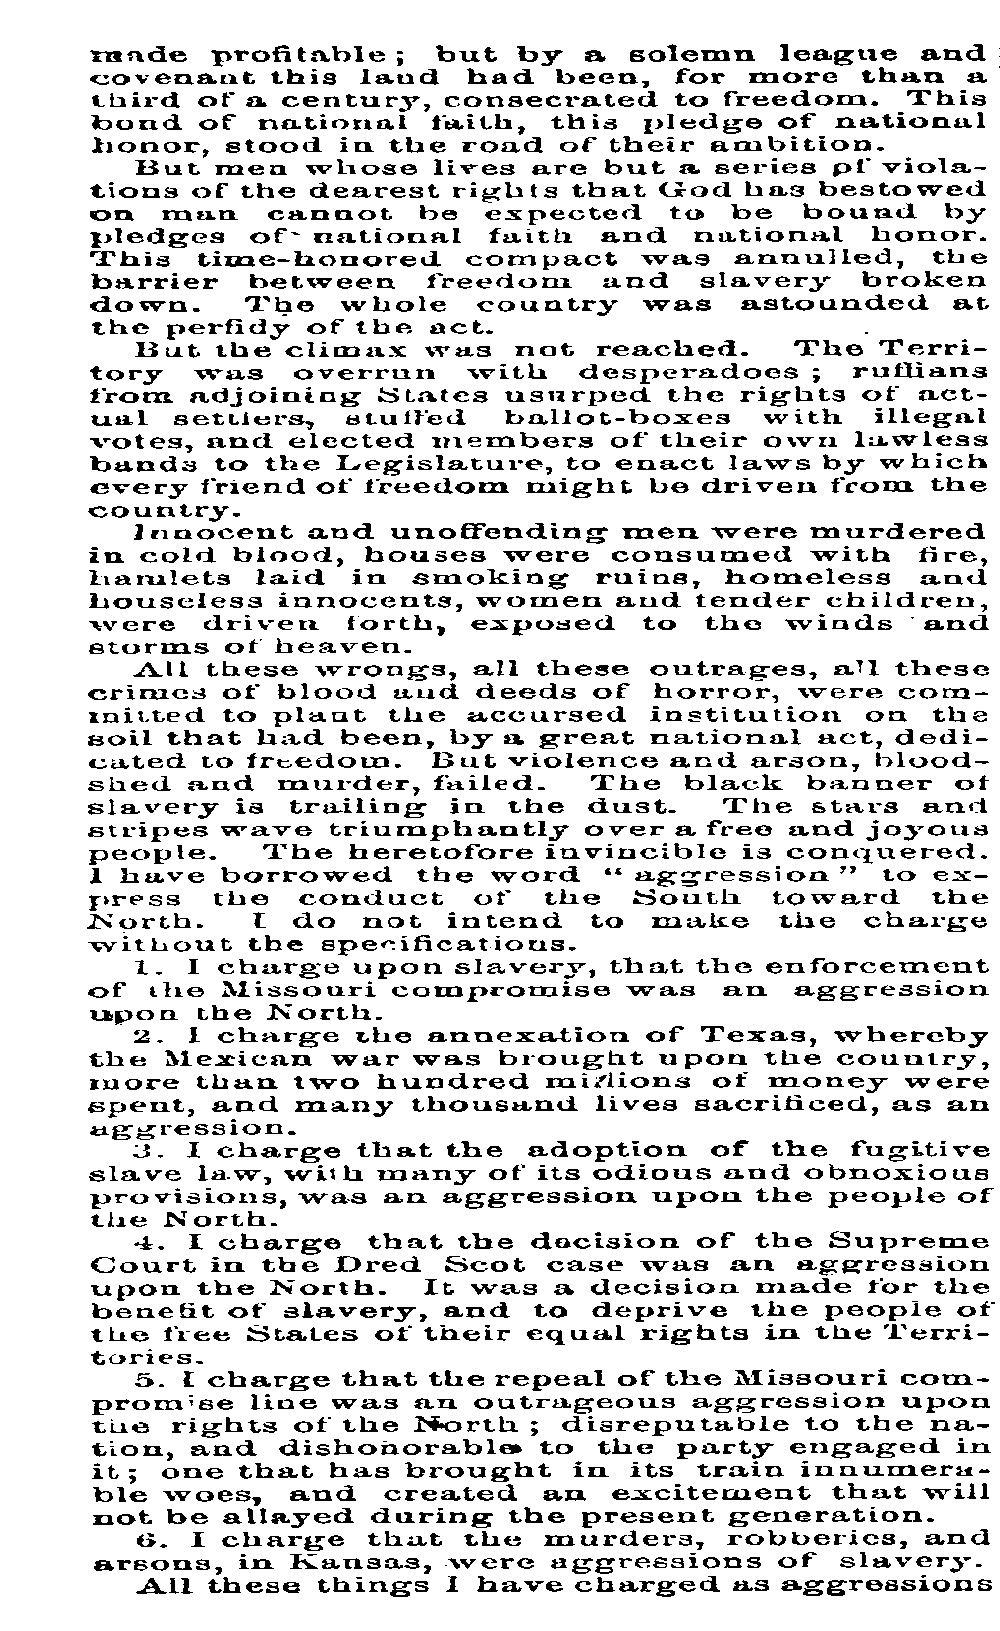 made profitable; but by a solemn league and
covenant this land had been, for more than a
third of a century, consecrated to freedom. This
bond of national faith, this pledge of national
honor, stood in the road of their ambition.
But men whose lives are but a series of viola-
tions of the dearest rights that God has bestowed
on man cannot be expected to be bound by
pledges of national faith and national honor.
This time-honored compact was annulled, the
barrier between freedom and slavery broken
down. The whole country was astounded at
the perfidy of the act.
But the climax was not reached. The Terri-
tory was overrun with desperadoes; ruffians
from adjoining States usurped the rights of act-
ual settlers, stuffed ballot-boxes with illegal
votes, and elected members of their own lawless
bands to the Legislature, to enact laws by which
every friend of freedom might be driven from the
country.
Innocent and unoffending men were murdered
in cold blood, houses were consumed with fire,
hamlets laid in smoking ruins, homeless and
houseless innocents, women and tender children,
were driven forth, exposed to the winds and
storms of heaven.
All these wrongs, all these outrages, all these
crimes of blood and deeds of horror, were com-
mitted to plant the accursed institution on the
soil that had been, by a great national act, dedi-
cated to freedom. But violence and arson, blood-
shed and murder, failed. The black banner of
slavery is trailing in the dust. The stars and
stripes wave triumphantly over a free and joyous
people. The heretofore invincible is conquered.
I have borrowed the word “aggression” to ex-
press the conduct of the South toward the
North. I do not intend to make the charge
without the specifications.
1. I charge upon slavery, that the enforcement
of the Missouri compromise was an aggression
upon the North.
2. I charge the annexation of Texas, whereby
the Mexican war was brought upon the country,
more than two hundred millions of money were
spent, and many thousand lives sacrificed, as an
aggression.
3. I charge that the adoption of the fugitive
slave law, with many of its odious and obnoxious
provisions, was an aggression upon the people of
the North.
4. I charge that the decision of the Supreme
Court in the Dred Scot case was an aggression
upon the North. It was a decision made for the
benefit of slavery, and to deprive the people of
the free States of their equal rights in the Terri-
tories.
5. I charge that the repeal of the Missouri com-
promise line was an outrageous aggression upon
the rights of the North; disreputable to the na-
tion, and dishonorable to the party engaged in
it; one that has brought in its train innumera-
ble woes, and created an excitement that will
not be allayed during the present generation.
6. I charge that the murders, robberies, and
arsons, in Kansas, were aggressions of slavery.
All these things I have charged as aggressions